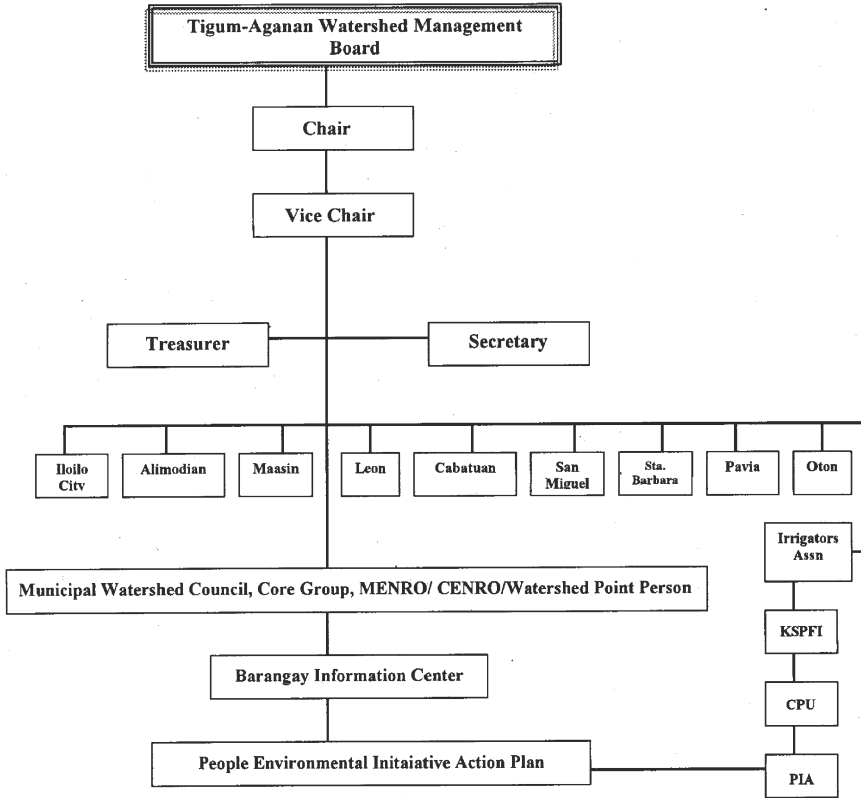 Tigum-Aganan Watershed Management
Board
Chair
Vice Chair
Treasurer
Secretary
Iloilo
City
Alimodian
Maasin
Leon
Cabatuan
San
Miguel
Sta.
Barbara
Pavia
Oton
Irrigators
Assn
Municipal Watershed Council, Core Group, MENRO/ CENRO/Watershed Point Person
KSPFI
Barangay Information Center
CPU
People Environmental Initaiative Action Plan
PIA